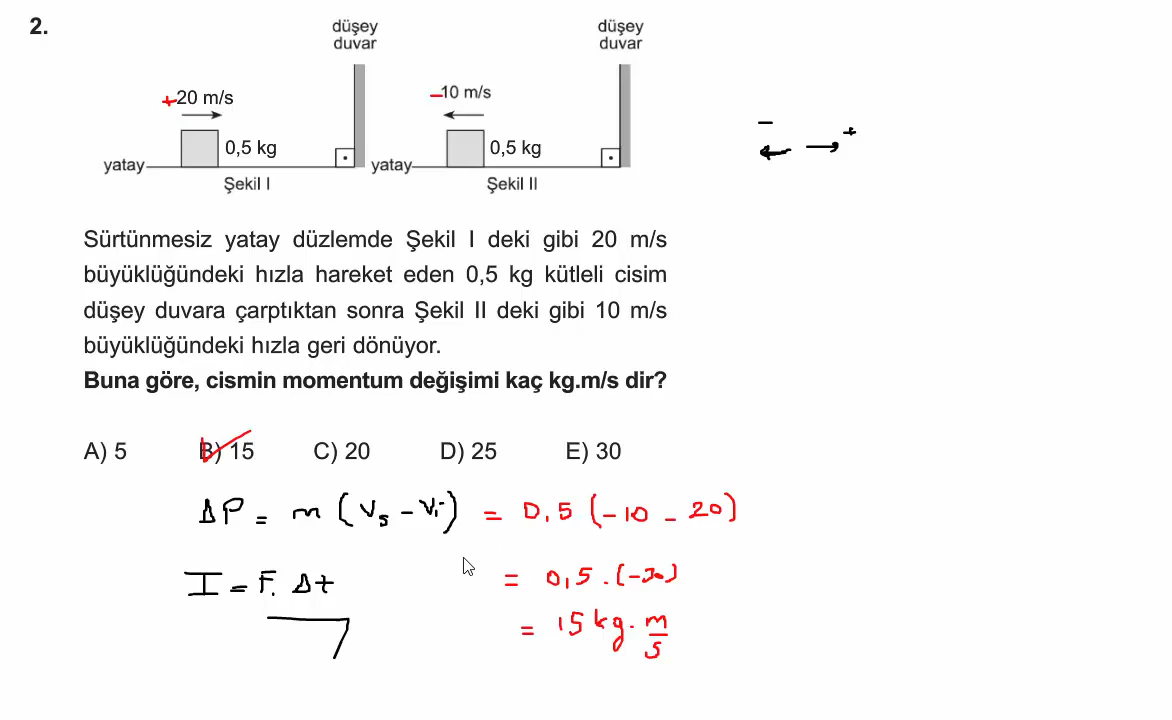 2.
düşey
duvar
düşey
duvar
+20 m/s
-10 m/s
- +
0,5 kg
0,5 kg
yatay
yatay
Şekil I
Şekil II
Sürtünmesiz yatay düzlemde Şekil I deki gibi 20 m/s
büyüklüğündeki hızla hareket eden 0,5 kg kütleli cisim
düşey duvara çarptıktan sonra Şekil II deki gibi 10 m/s
büyüklüğündeki hızla geri dönüyor.
Buna göre, cismin momentum değişimi kaç kg.m/s dir?
A) 5 B) 15 C) 20 D) 25 E) 30
ΔP = m (Vs - Vi) = 0,5 (-10 - 20)
I = F. Δt = 0,5 . (-30)
= 15 kg. m/s